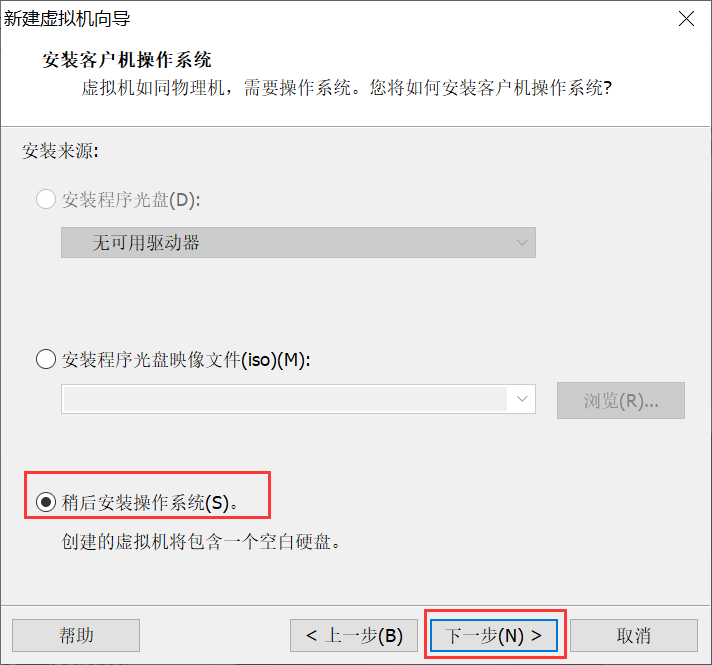 新建虚拟机向导
安装客户机操作系统
虚拟机如同物理机，需要操作系统。您将如何安装客户机操作系统?
安装来源:
安装程序光盘(D):
无可用驱动器
安装程序光盘映像文件(iso)(M):
浏览(R)...
稍后安装操作系统(S)。
创建的虚拟机将包含一个空白硬盘。
帮助
< 上一步(B)
下一步(N) >
取消